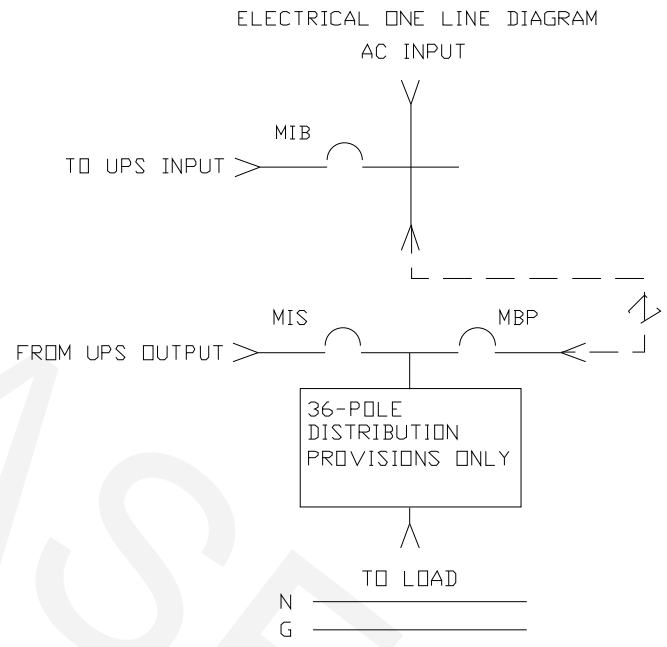 ELECTRICAL ONE LINE DIAGRAM
AC INPUT
MIB
TO UPS INPUT
MIS
MBP
FROM UPS OUTPUT
36-POLE
DISTRIBUTION
PROVISIONS ONLY
TO LOAD
N
G